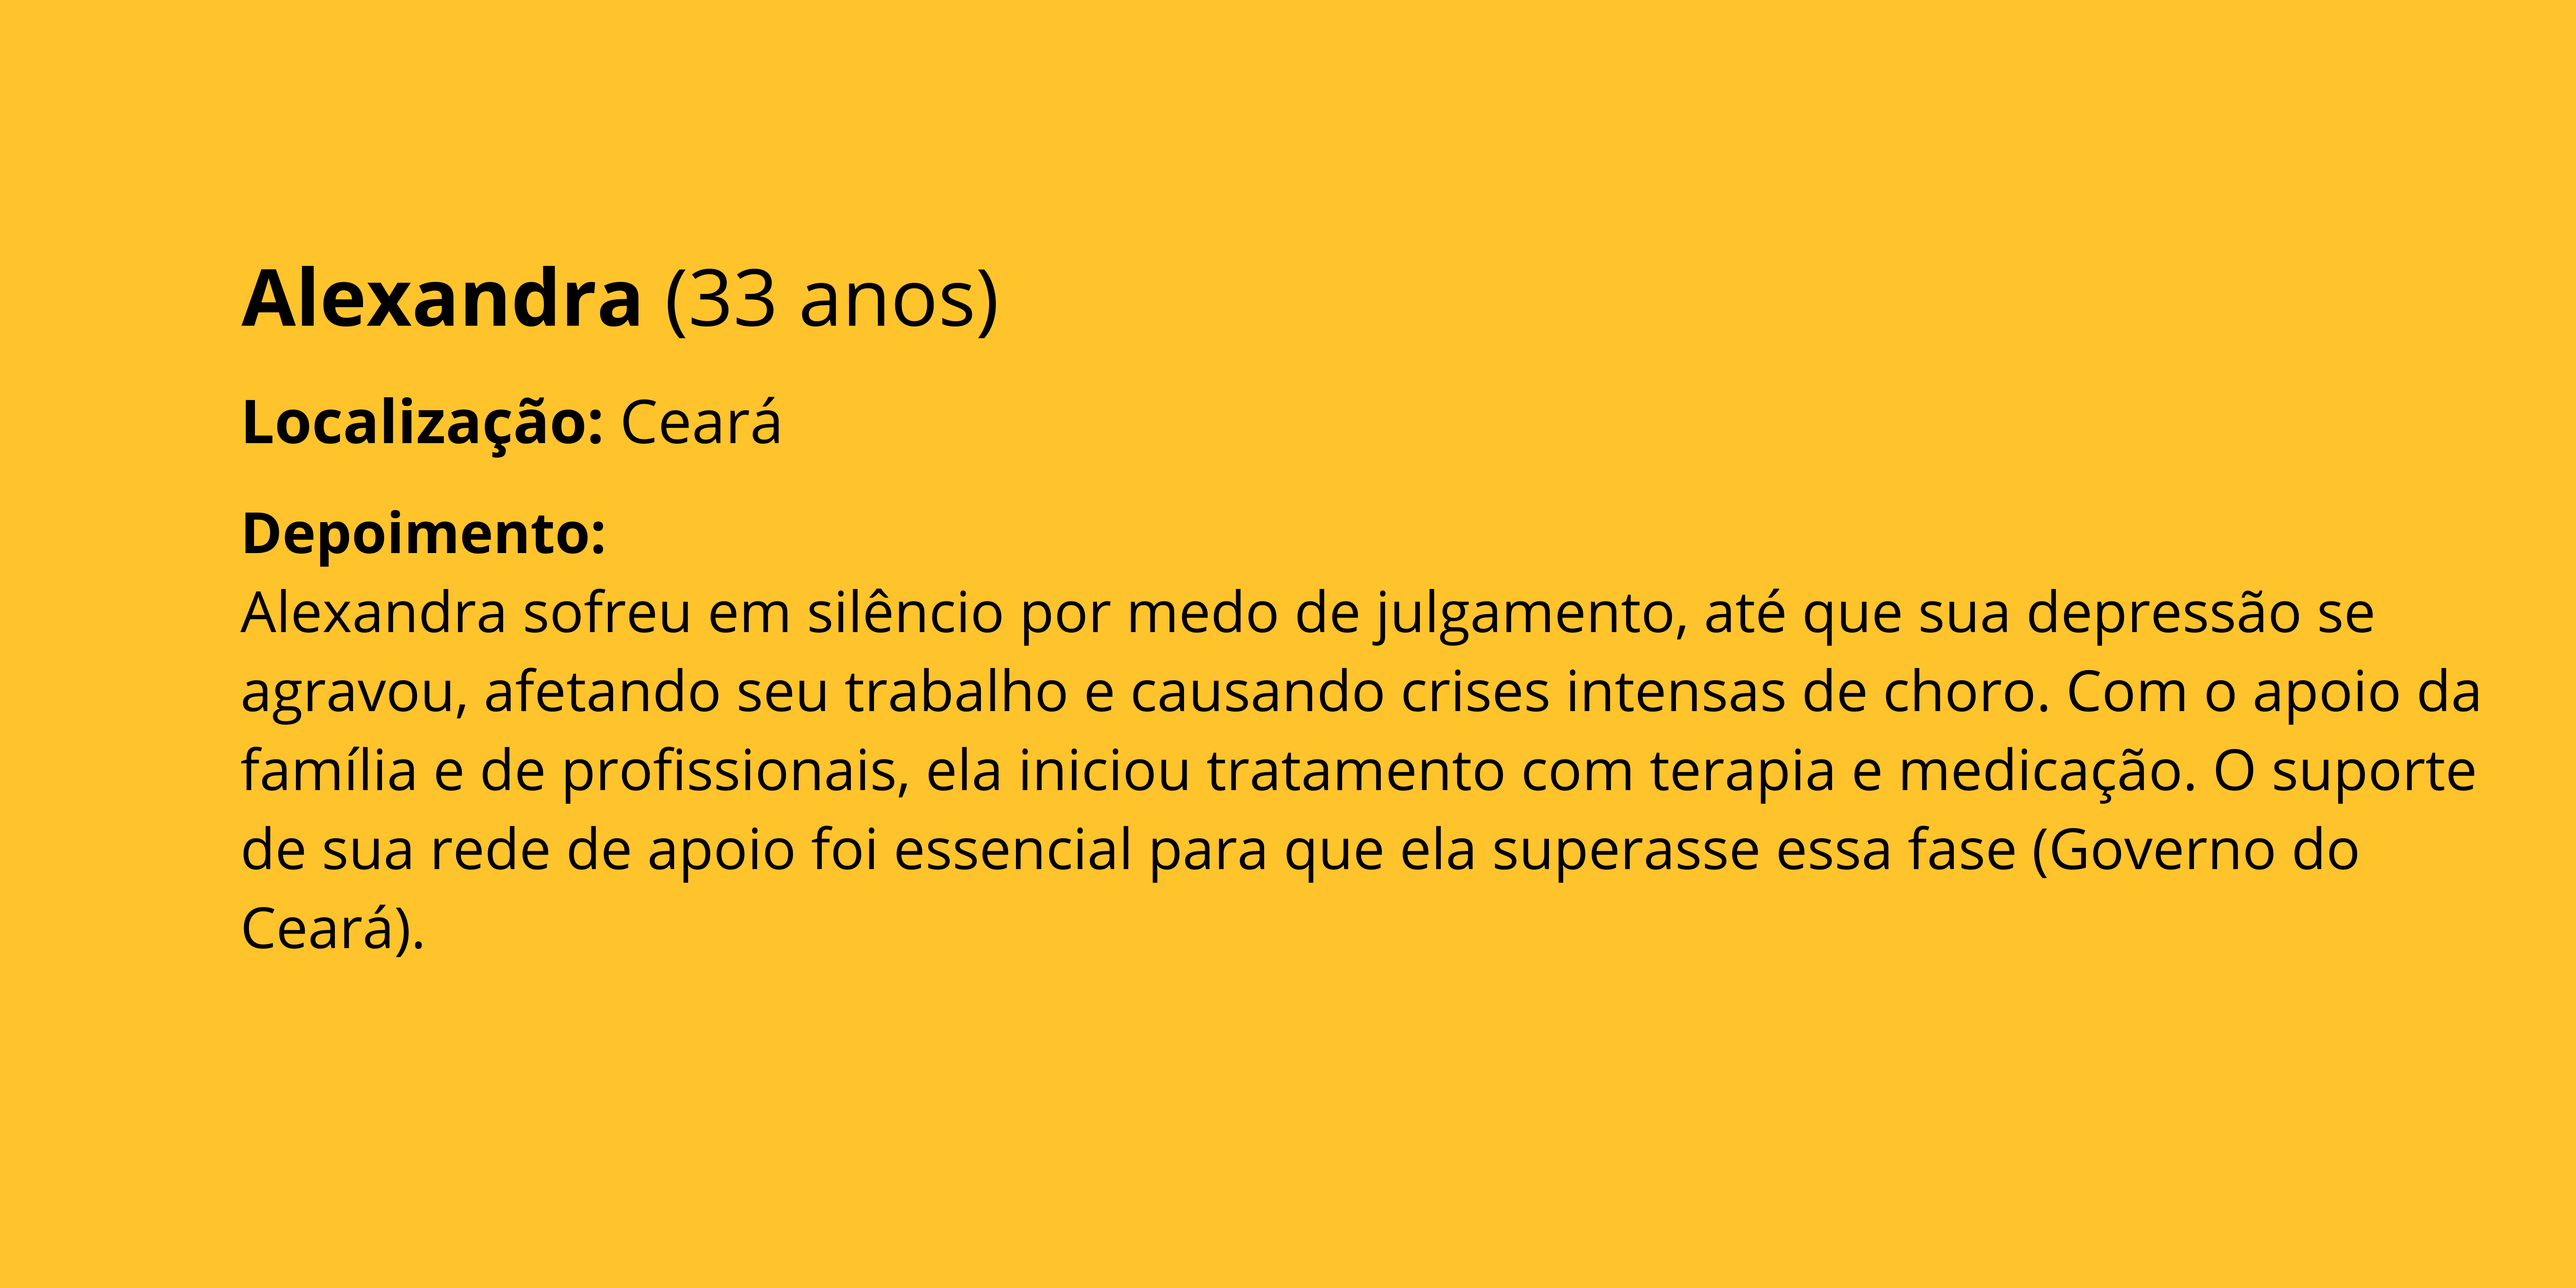 Alexandra (33 anos)
Localização: Ceará
Depoimento:
Alexandra sofreu em silêncio por medo de julgamento, até que sua depressão se
agravou, afetando seu trabalho e causando crises intensas de choro. Com o apoio da
família e de profissionais, ela iniciou tratamento com terapia e medicação. O suporte
de sua rede de apoio foi essencial para que ela superasse essa fase (Governo do
Ceará).